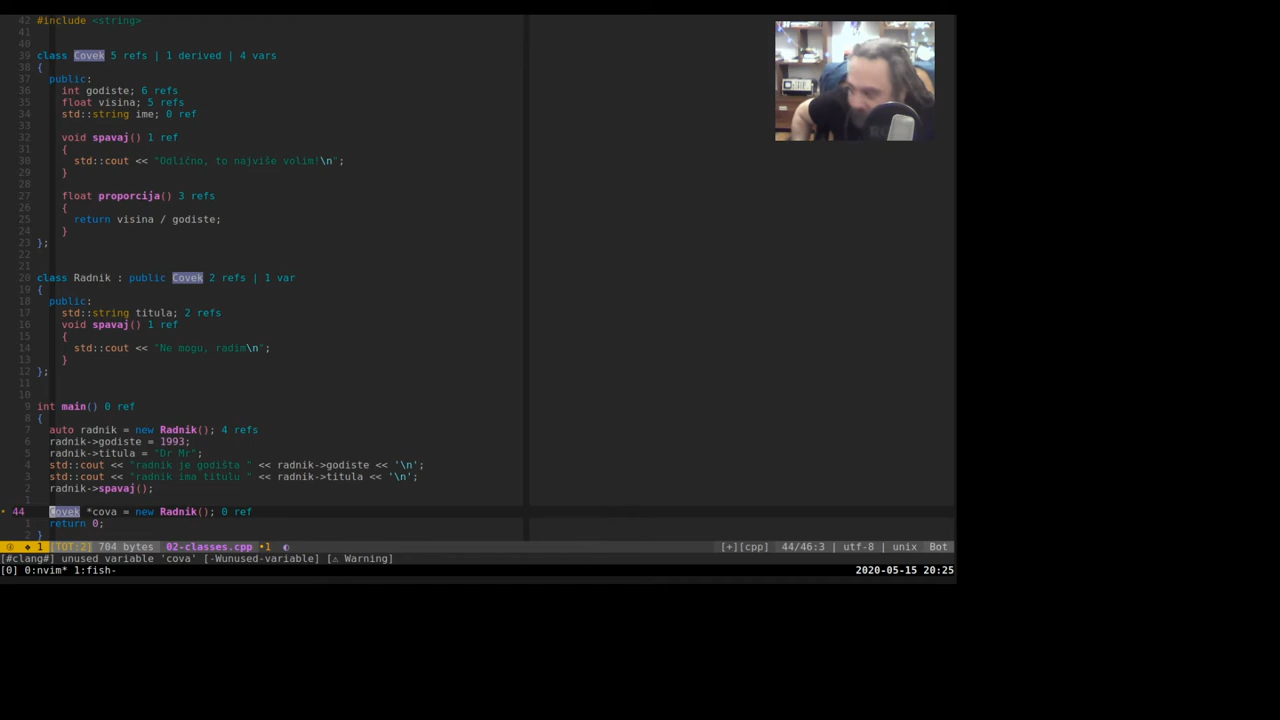 42 #include <string>
41
40
39 class Covek 5 refs | 1 derived | 4 vars
38 {
37 public:
36 int godiste; 6 refs
35 float visina; 5 refs
34 std::string ime; 0 ref
33
32 void spavaj() 1 ref
31 {
30 std::cout << "Odlično, to najviše volim!\n";
29 }
28
27 float proporcija() 3 refs
26 {
25 return visina / godiste;
24 }
23 };
22
21
20 class Radnik : public Covek 2 refs | 1 var
19 {
18 public:
17 std::string titula; 2 refs
16 void spavaj() 1 ref
15 {
14 std::cout << "Ne mogu, radim\n";
13 }
12 };
11
10
9 int main() 0 ref
8 {
7 auto radnik = new Radnik(); 4 refs
6 radnik->godiste = 1993;
5 radnik->titula = "Dr Mr";
4 std::cout << "radnik je godišta " << radnik->godiste << '\n';
3 std::cout << "radnik ima titulu " << radnik->titula << '\n';
2 radnik->spavaj();
1
44 Covek *cova = new Radnik(); 0 ref
1 return 0;
2 }
1 [TOT:2] 704 bytes 02-classes.cpp •1 [+][cpp] 44/46:3 | utf-8 | unix Bot
[#clang#] unused variable 'cova' [-Wunused-variable] [⚠ Warning]
[0] 0:nvim* 1:fish- 2020-05-15 20:25